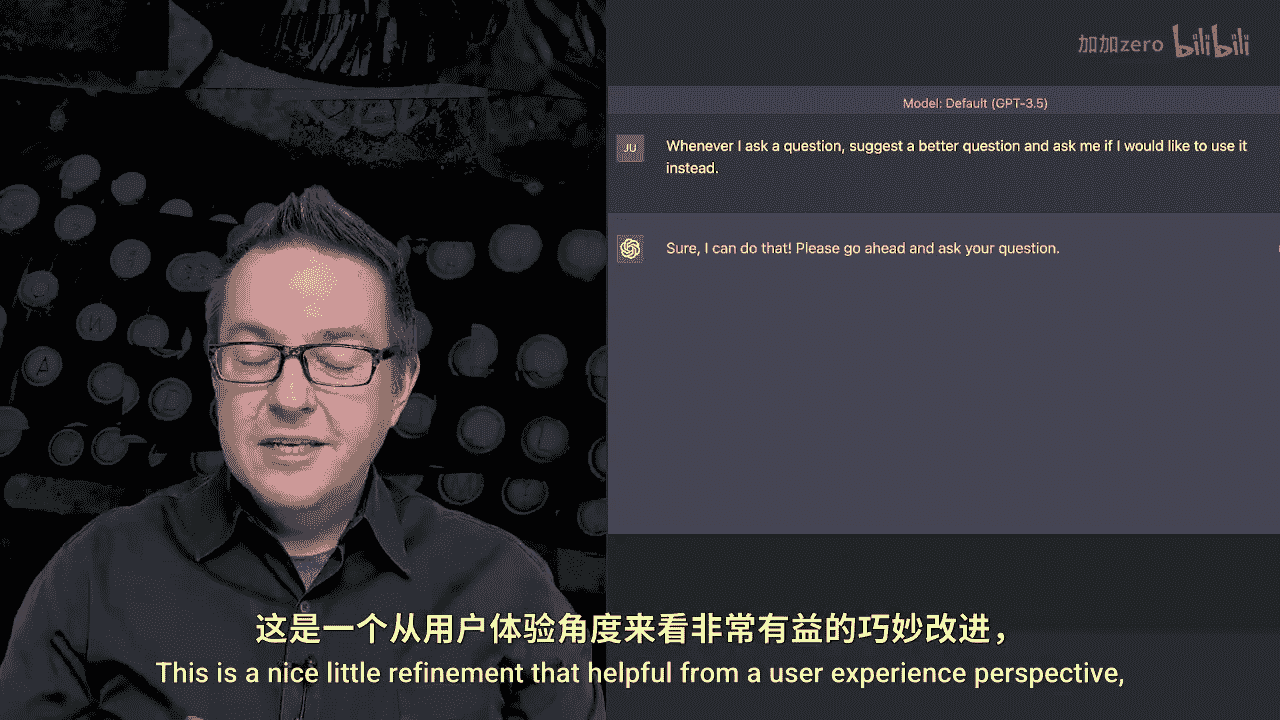 加加zero bilibili
Model: Default (GPT-3.5)
JU
Whenever I ask a question, suggest a better question and ask me if I would like to use it
instead.
Sure, I can do that! Please go ahead and ask your question.
这是一个从用户体验角度来看非常有益的巧妙改进，
This is a nice little refinement that helpful from a user experience perspective,